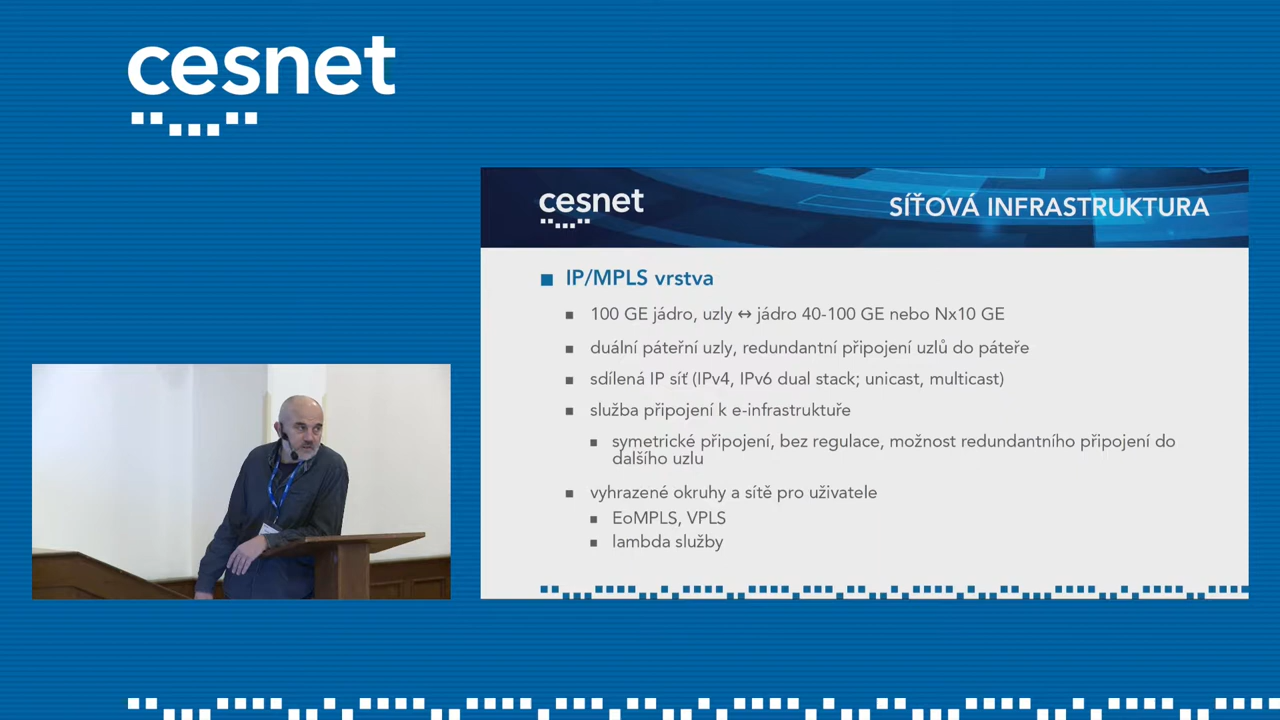 cesnet
cesnet
SÍŤOVÁ INFRASTRUKTURA
IP/MPLS vrstva
100 GE jádro, uzly ↔ jádro 40-100 GE nebo Nx10 GE
duální páteřní uzly, redundantní připojení uzlů do páteře
sdílená IP síť (IPv4, IPv6 dual stack; unicast, multicast)
služba připojení k e-infrastruktuře
symetrické připojení, bez regulace, možnost redundantního připojení do
dalšího uzlu
vyhrazené okruhy a sítě pro uživatele
EoMPLS, VPLS
lambda služby